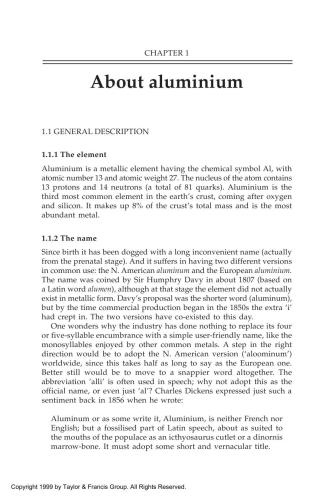 CHAPTER 1
About aluminium
1.1 GENERAL DESCRIPTION
1.1.1 The element
Aluminium is a metallic element having the chemical symbol Al, with
atomic number 13 and atomic weight 27. The nucleus of the atom contains
13 protons and 14 neutrons (a total of 81 quarks). Aluminium is the
third most common element in the earth's crust, coming after oxygen
and silicon. It makes up 8% of the crust's total mass and is the most
abundant metal.
1.1.2 The name
Since birth it has been dogged with a long inconvenient name (actually
from the prenatal stage). And it suffers in having two different versions
in common use: the N. American aluminum and the European aluminium.
The name was coined by Sir Humphry Davy in about 1807 (based on
a Latin word alumen), although at that stage the element did not actually
exist in metallic form. Davy's proposal was the shorter word (aluminum),
but by the time commercial production began in the 1850s the extra 'i'
had crept in. The two versions have co-existed to this day.
One wonders why the industry has done nothing to replace its four
or five-syllable encumbrance with a simple user-friendly name, like the
monosyllables enjoyed by other common metals. A step in the right
direction would be to adopt the N. American version ('aloominum')
worldwide, since this takes half as long to say as the European one.
Better still would be to move to a snappier word altogether. The
abbreviation 'alli' is often used in speech; why not adopt this as the
official name, or even just 'al'? Charles Dickens expressed just such a
sentiment back in 1856 when he wrote:
Aluminum or as some write it, Aluminium, is neither French nor
English; but a fossilised part of Latin speech, about as suited to
the mouths of the populace as an icthyosaurus cutlet or a dinornis
marrow-bone. It must adopt some short and vernacular title.
Copyright 1999 by Taylor & Francis Group. All Rights Reserved.